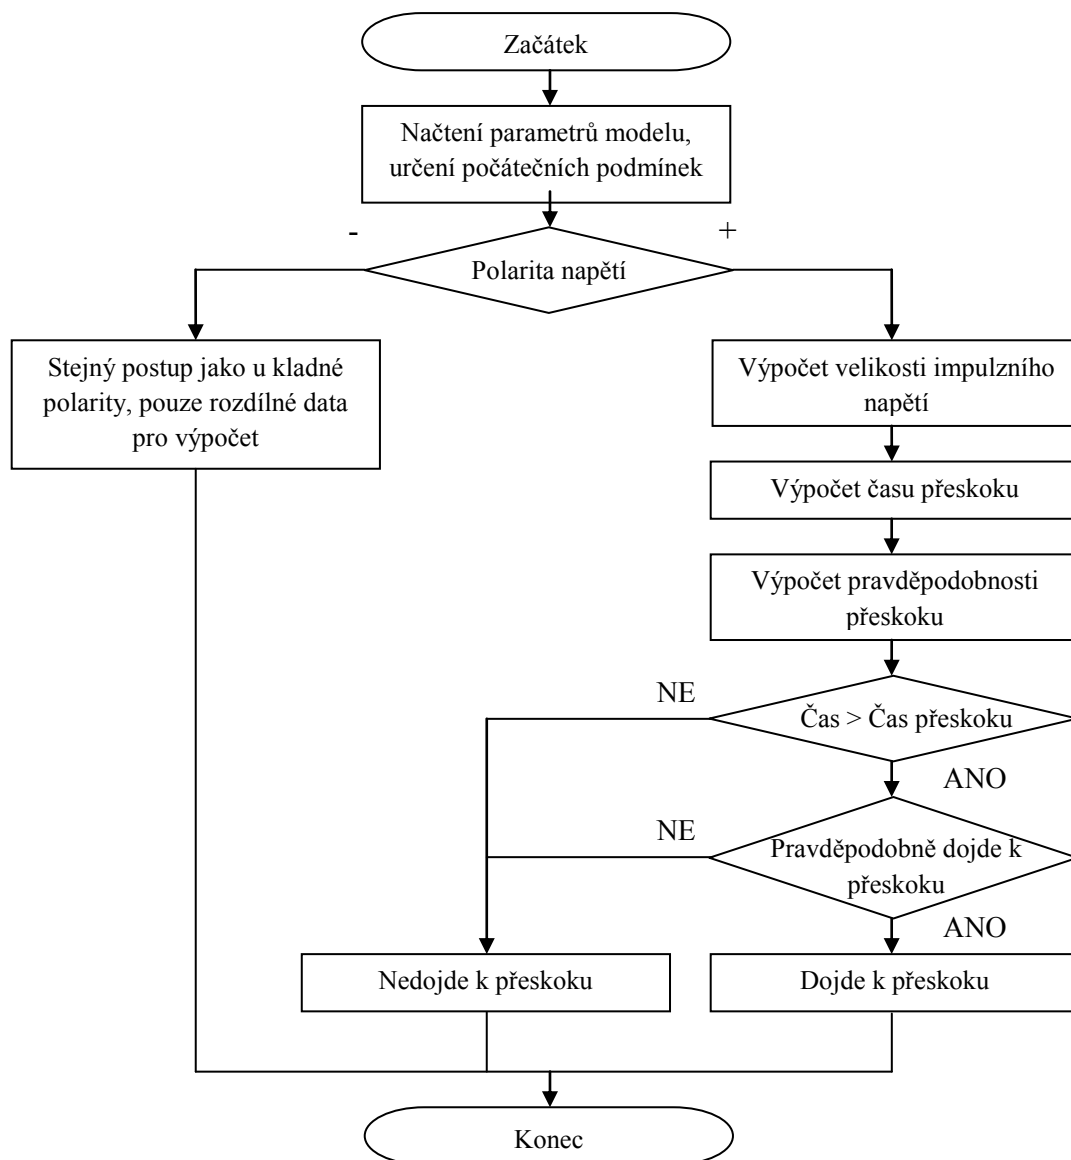 Začátek
Načtení parametrů modelu,
určení počátečních podmínek
-
+
Polarita napětí
Stejný postup jako u kladné
polarity, pouze rozdílné data
pro výpočet
Výpočet velikosti impulzního
napětí
Výpočet času přeskoku
Výpočet pravděpodobnosti
přeskoku
NE
Čas > Čas přeskoku
ANO
NE
Pravděpodobně dojde k
přeskoku
ANO
Nedojde k přeskoku
Dojde k přeskoku
Konec